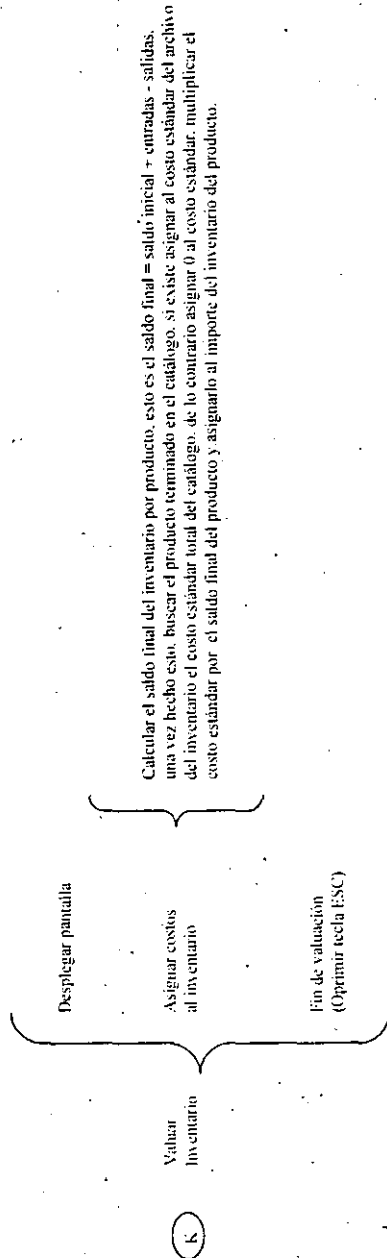 K
Valuar
Inventario
Desplegar pantalla
Asignar costos
al inventario
Fin de valuación
(Oprimir tecla ESC)
Calcular el saldo final del inventario por producto, esto es el saldo final = saldo inicial + entradas - salidas,
una vez hecho esto, buscar el producto terminado en el catálogo, si existe asignar al costo estándar del archivo
del inventario el costo estándar total del catálogo, de lo contrario asignar 0 al costo estándar, multiplicar el
costo estándar por el saldo final del producto y asignarlo al importe del inventario del producto.